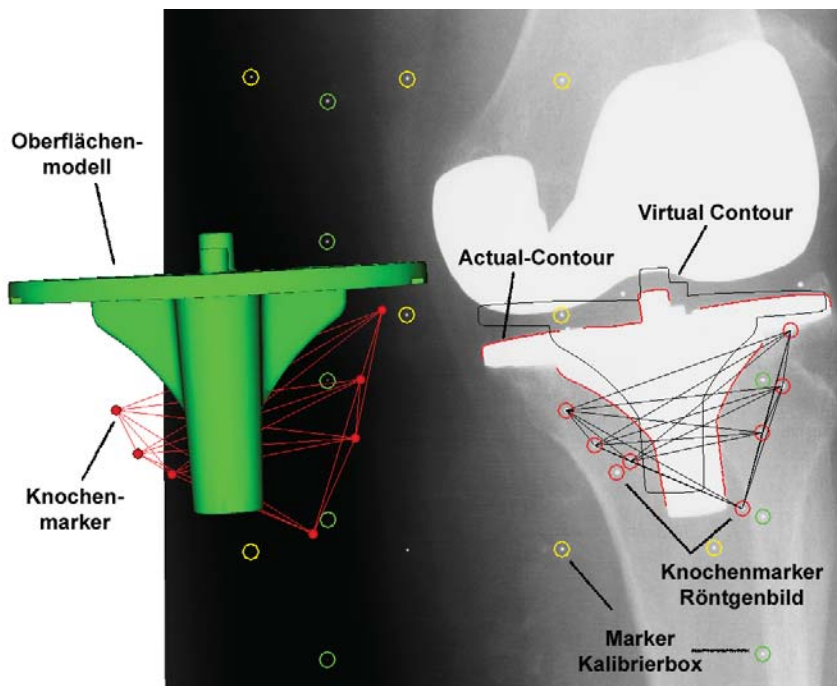 Oberflächen-
modell
Virtual Contour
Actual-Contour
Knochen-
marker
Knochenmarker
Röntgenbild
Marker
Kalibrierbox